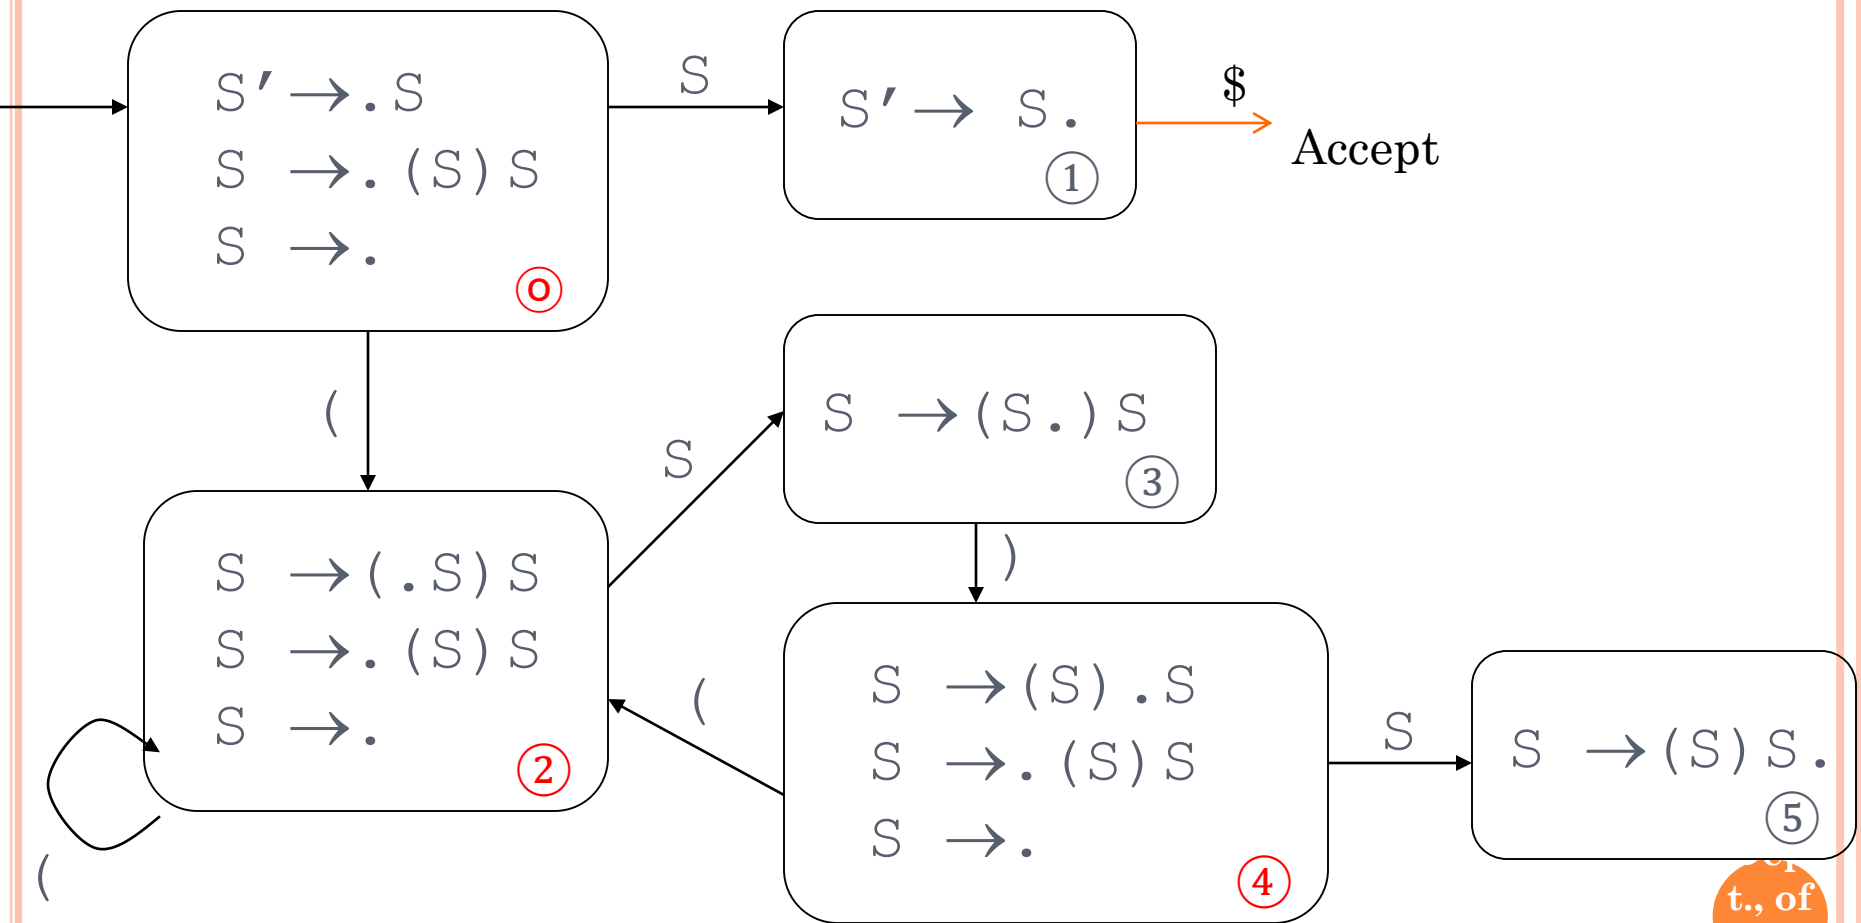 S′→.S
S →.(S)S
S →.
⓪
S
S′→ S.
①
$
Accept
(
S
S →(S.)S
③
)
S →(.S)S
S →.(S)S
S →.
②
(
(
S →(S).S
S →.(S)S
S →.
④
S
S →(S)S.
⑤
t., of